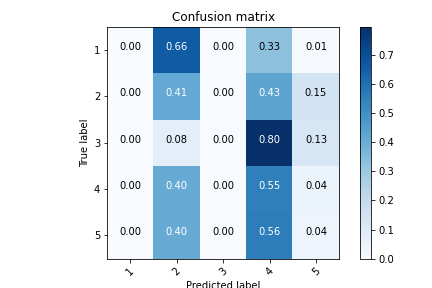 Confusion matrix
1 0.00 0.66 0.00 0.33 0.01
2 0.00 0.41 0.00 0.43 0.15
3 0.00 0.08 0.00 0.80 0.13
4 0.00 0.40 0.00 0.55 0.04
5 0.00 0.40 0.00 0.56 0.04
1 2 3 4 5
True label
Predicted label
0.7
0.6
0.5
0.4
0.3
0.2
0.1
0.0